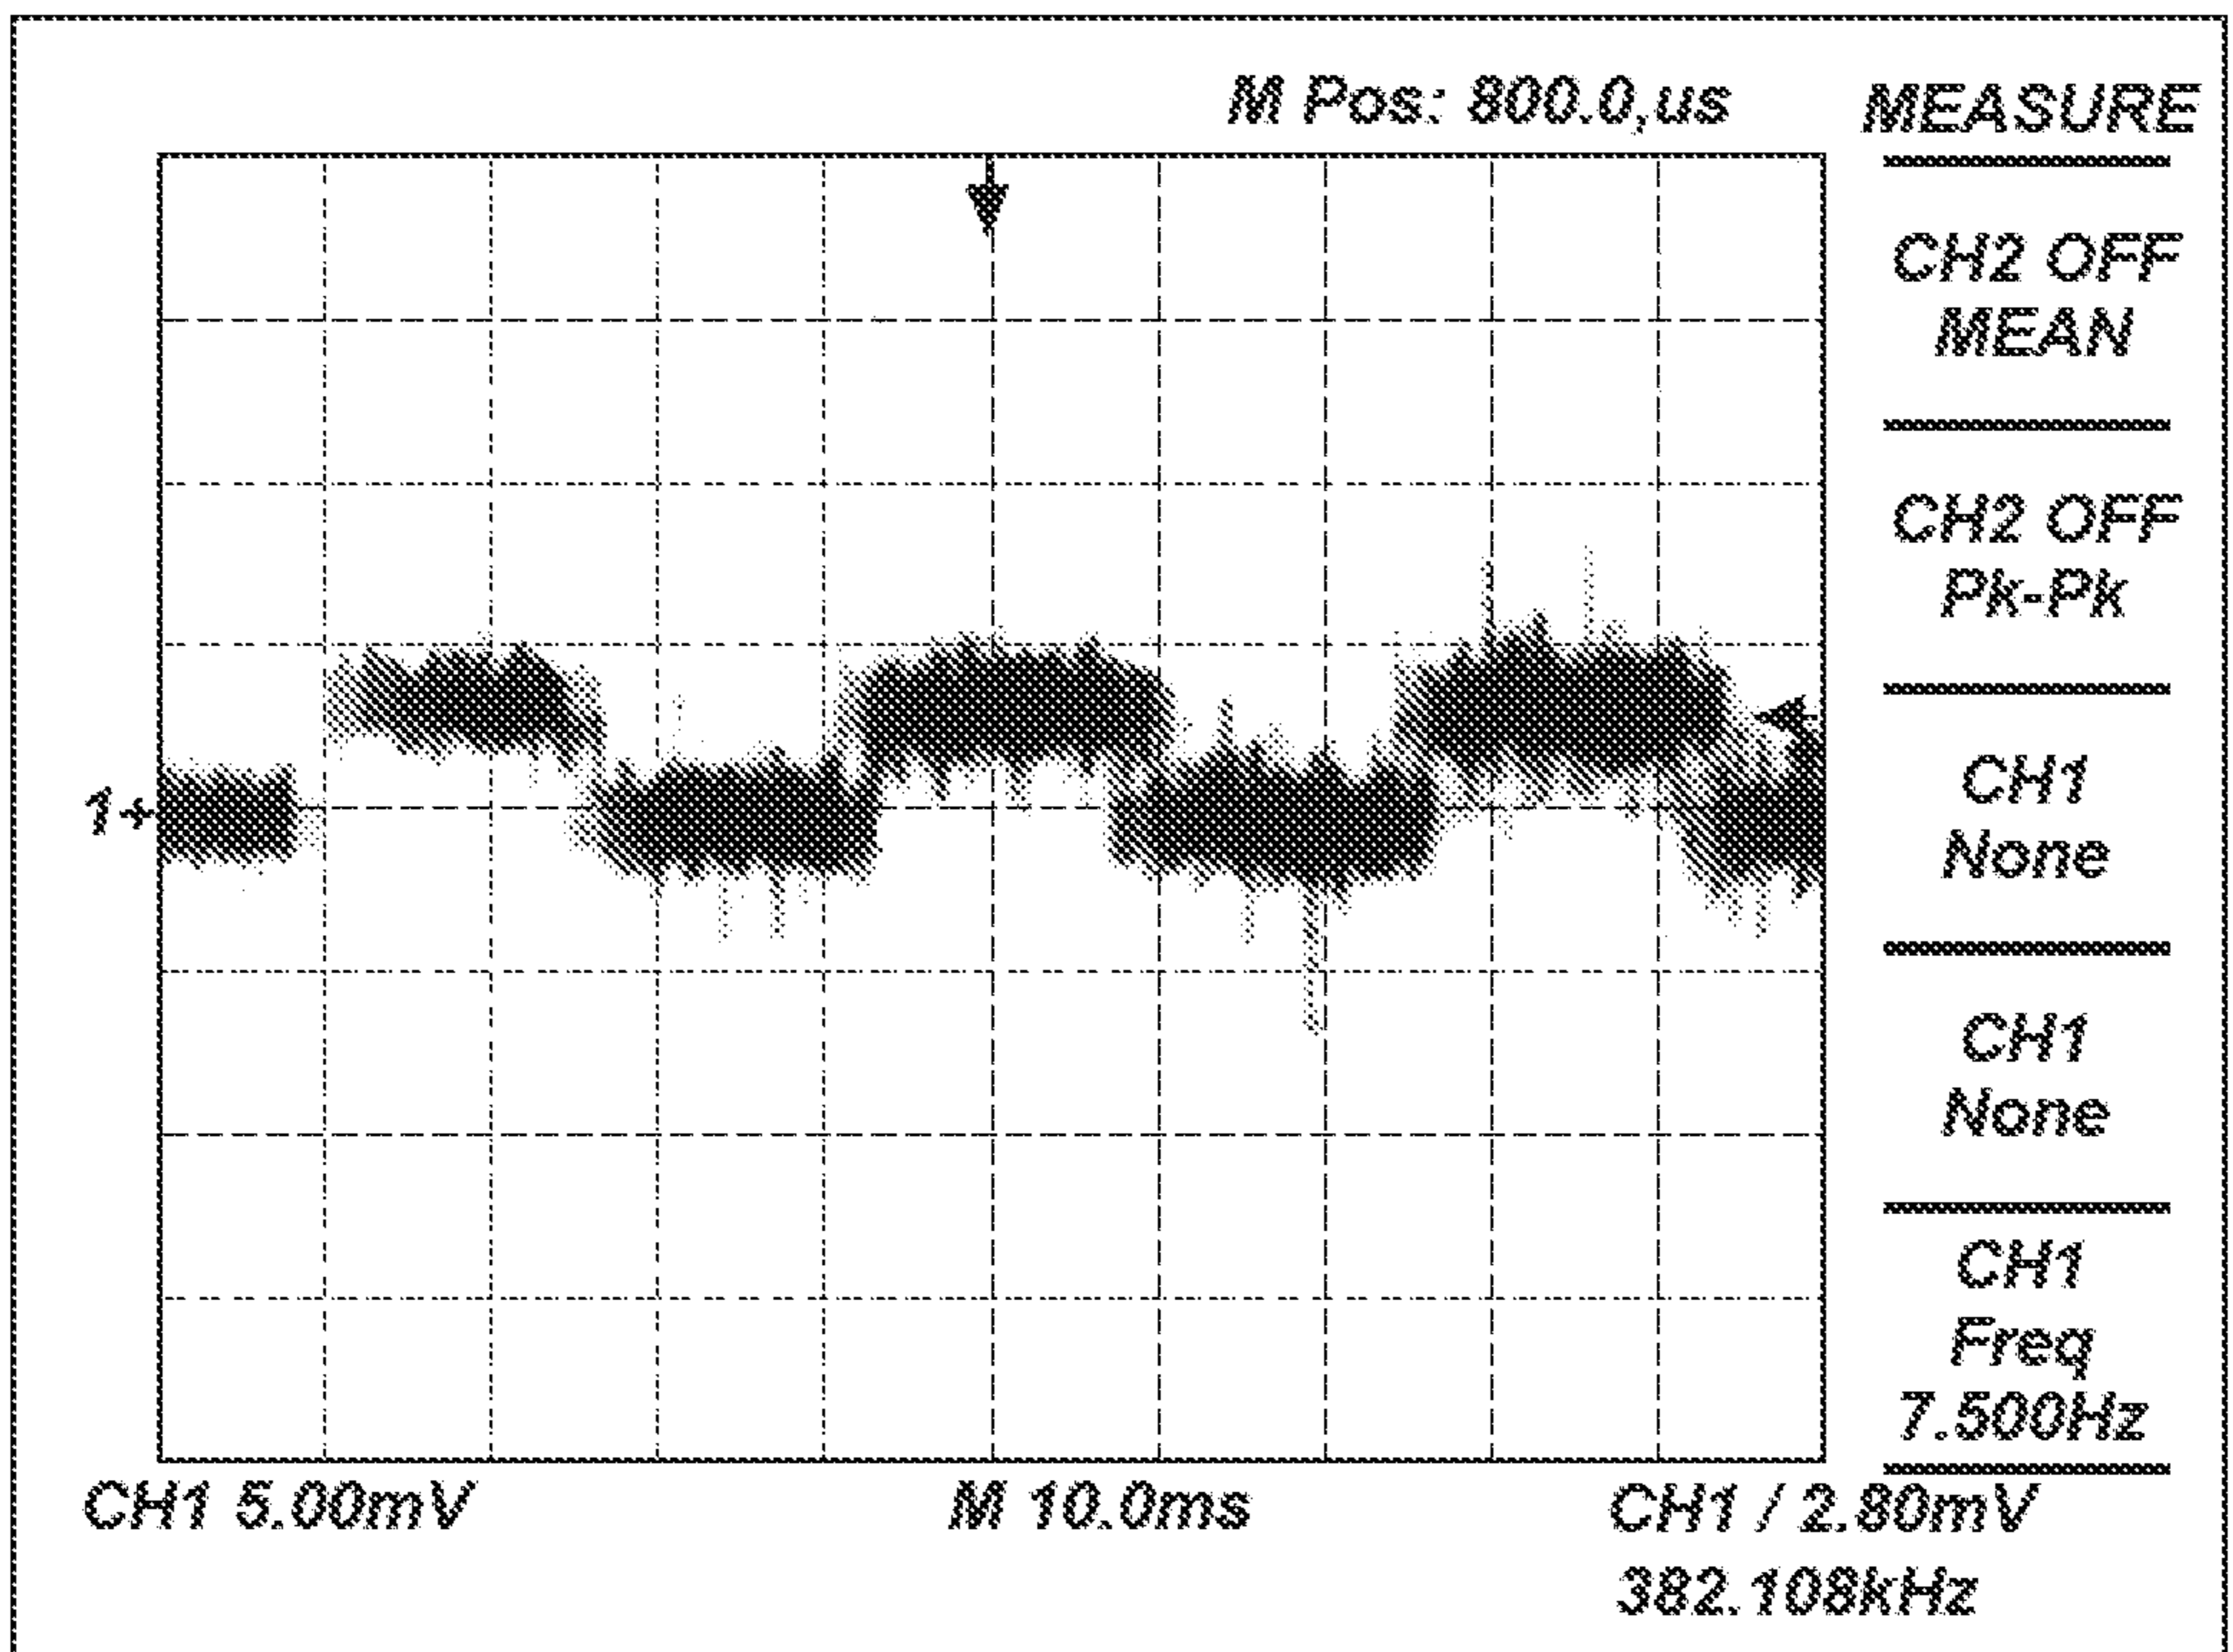 M Pos: 800.0,us
MEASURE
CH2 OFF
MEAN
CH2 OFF
Pk-Pk
CH1
None
CH1
None
CH1
Freq
7.500Hz
1+
CH1 5.00mV
M 10.0ms
CH1 / 2.80mV
382.108kHz